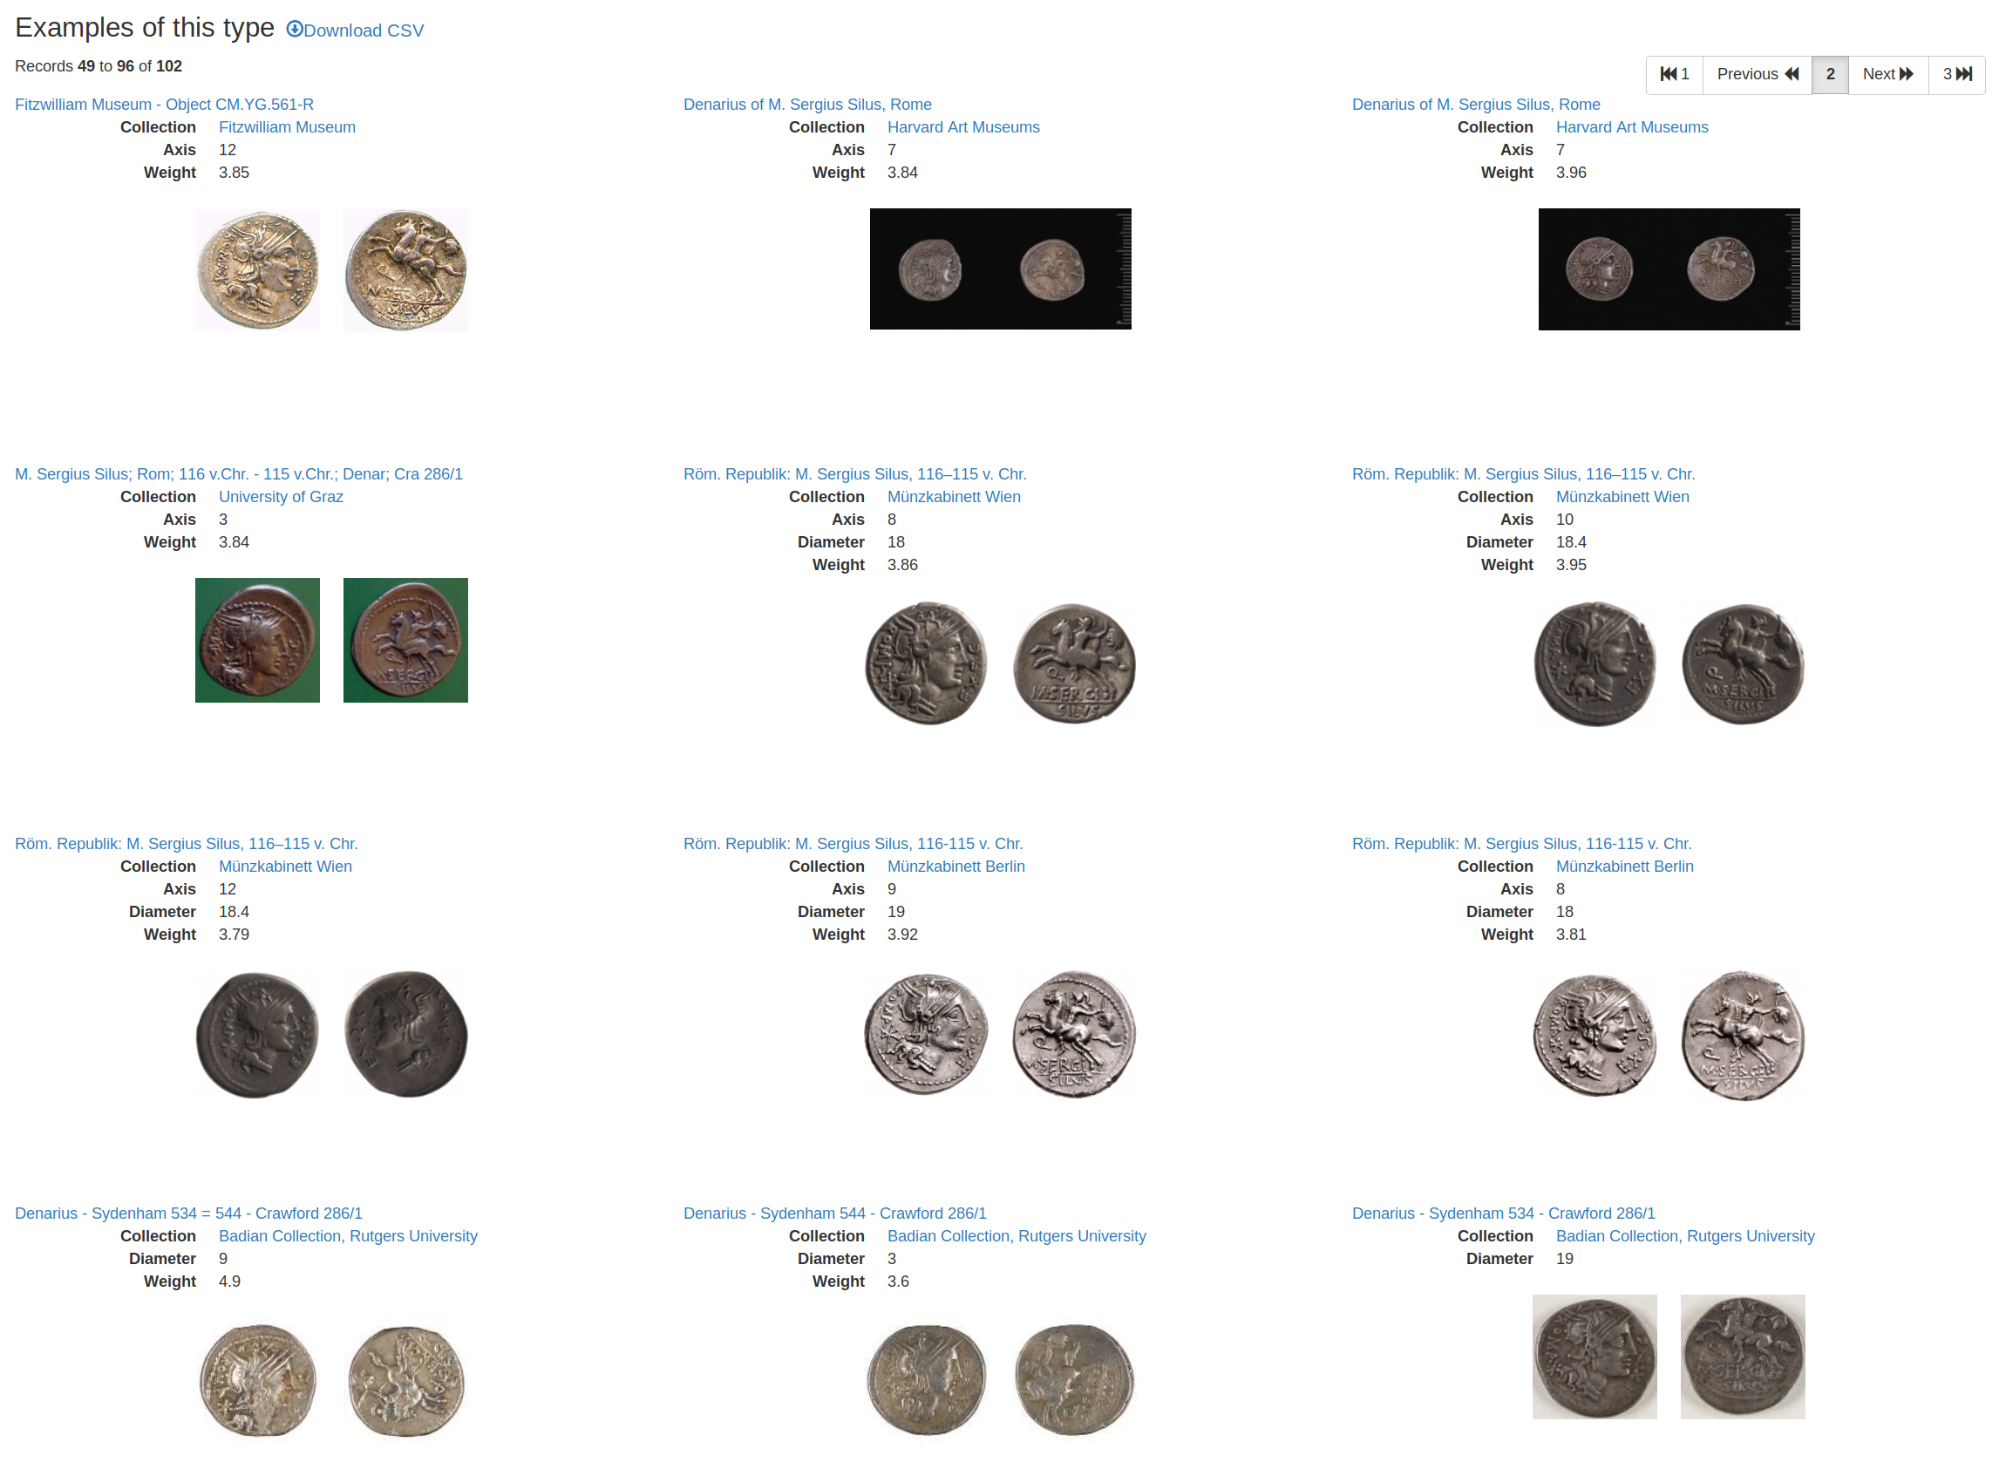 Examples of this type Download CSV
Records 49 to 96 of 102
1 Previous 2 Next 3
Fitzwilliam Museum - Object CM.YG.561-R
Collection Fitzwilliam Museum
Axis 12
Weight 3.85
Denarius of M. Sergius Silus, Rome
Collection Harvard Art Museums
Axis 7
Weight 3.84
Denarius of M. Sergius Silus, Rome
Collection Harvard Art Museums
Axis 7
Weight 3.96
M. Sergius Silus; Rom; 116 v.Chr. - 115 v.Chr.; Denar; Cra 286/1
Collection University of Graz
Axis 3
Weight 3.84
Röm. Republik: M. Sergius Silus, 116–115 v. Chr.
Collection Münzkabinett Wien
Axis 8
Diameter 18
Weight 3.86
Röm. Republik: M. Sergius Silus, 116–115 v. Chr.
Collection Münzkabinett Wien
Axis 10
Diameter 18.4
Weight 3.95
Röm. Republik: M. Sergius Silus, 116–115 v. Chr.
Collection Münzkabinett Wien
Axis 12
Diameter 18.4
Weight 3.79
Röm. Republik: M. Sergius Silus, 116-115 v. Chr.
Collection Münzkabinett Berlin
Axis 9
Diameter 19
Weight 3.92
Röm. Republik: M. Sergius Silus, 116-115 v. Chr.
Collection Münzkabinett Berlin
Axis 8
Diameter 18
Weight 3.81
Denarius - Sydenham 534 = 544 - Crawford 286/1
Collection Badian Collection, Rutgers University
Diameter 9
Weight 4.9
Denarius - Sydenham 544 - Crawford 286/1
Collection Badian Collection, Rutgers University
Diameter 3
Weight 3.6
Denarius - Sydenham 534 - Crawford 286/1
Collection Badian Collection, Rutgers University
Diameter 19